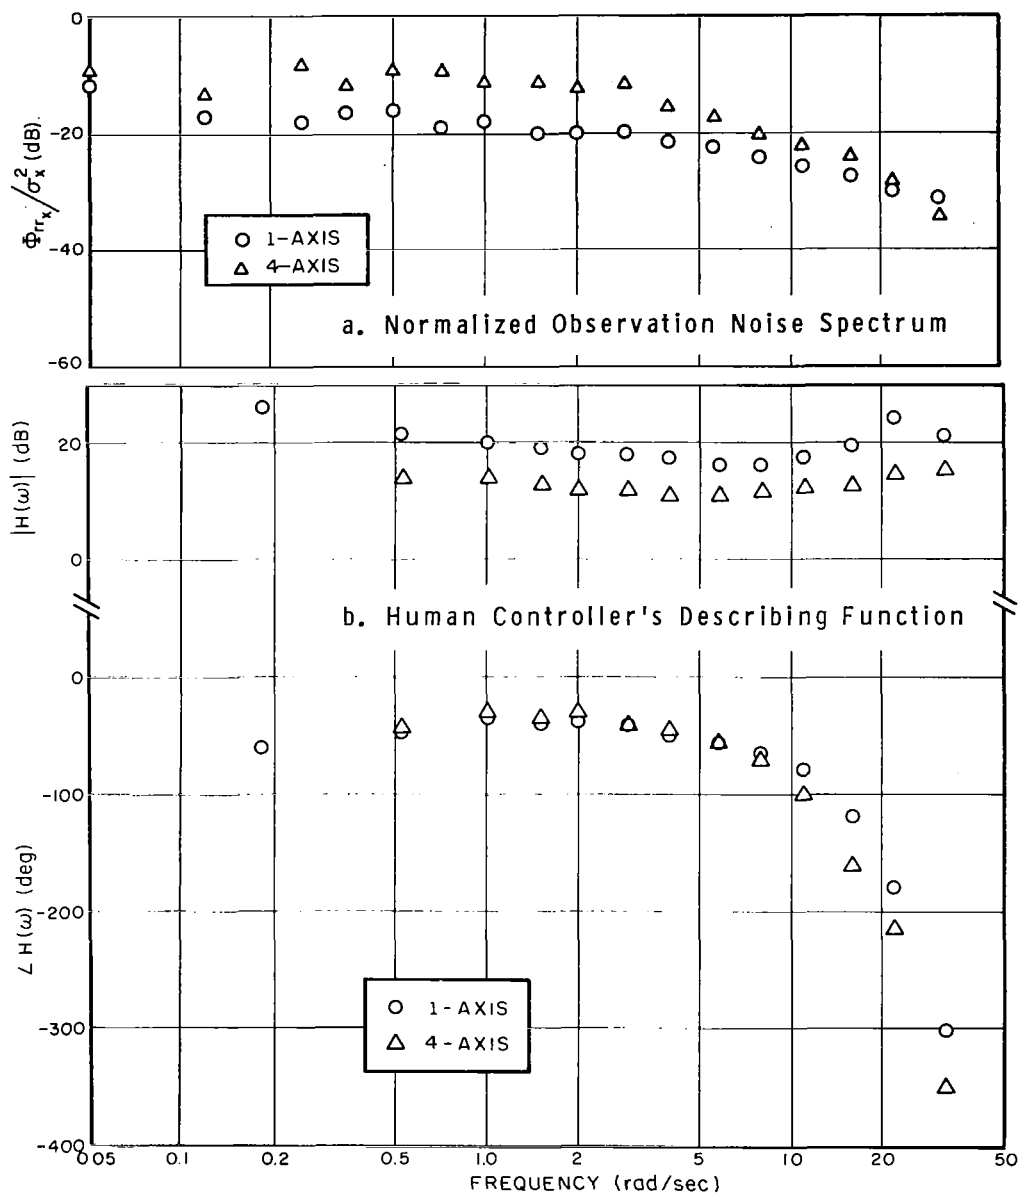 0
-20
-40
-60
Φrrx/σx² (dB).
1-AXIS
4-AXIS
a. Normalized Observation Noise Spectrum
|H(ω)| (dB)
20
0
b. Human Controller's Describing Function
∠H(ω) (deg)
0
-100
-200
-300
-400
1-AXIS
4-AXIS
0.05 0.1 0.2 0.5 1.0 2 5 10 20 50
FREQUENCY (rad/sec)